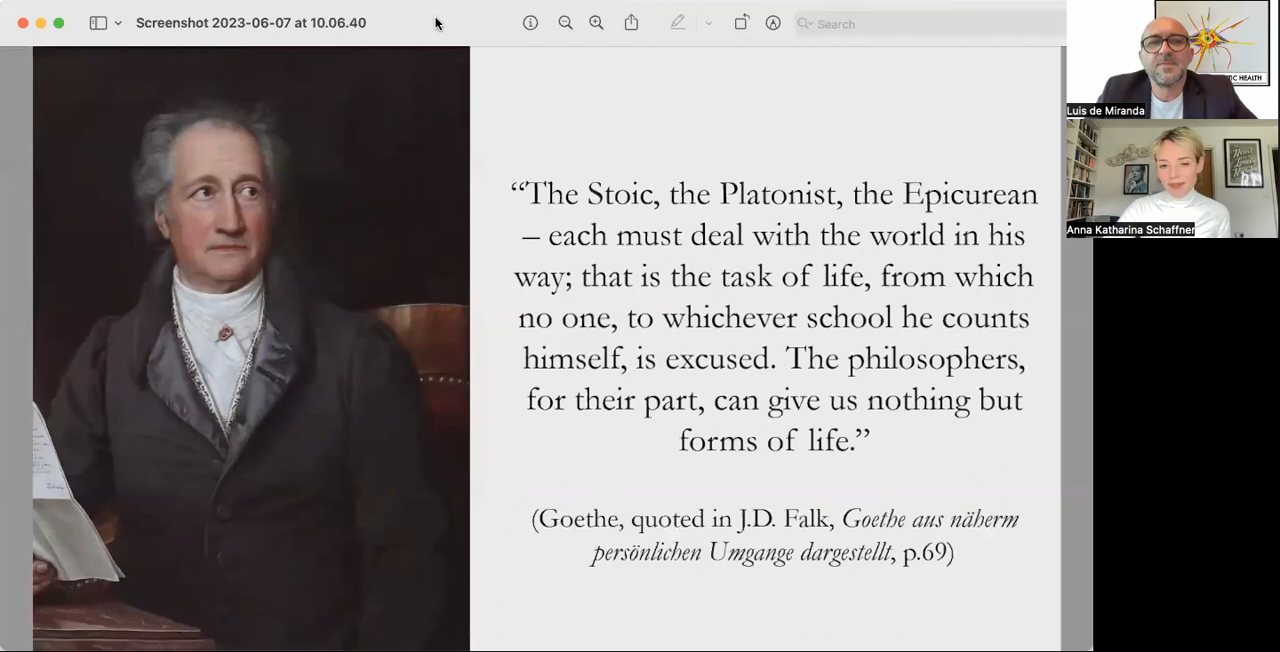 Screenshot 2023-06-07 at 10.06.40
Search
“The Stoic, the Platonist, the Epicurean
– each must deal with the world in his
way; that is the task of life, from which
no one, to whichever school he counts
himself, is excused. The philosophers,
for their part, can give us nothing but
forms of life.”
(Goethe, quoted in J.D. Falk, Goethe aus näherm
persönlichen Umgange dargestellt, p.69)
HEALTH
Luis de Miranda
Anna Katharina Schaffner